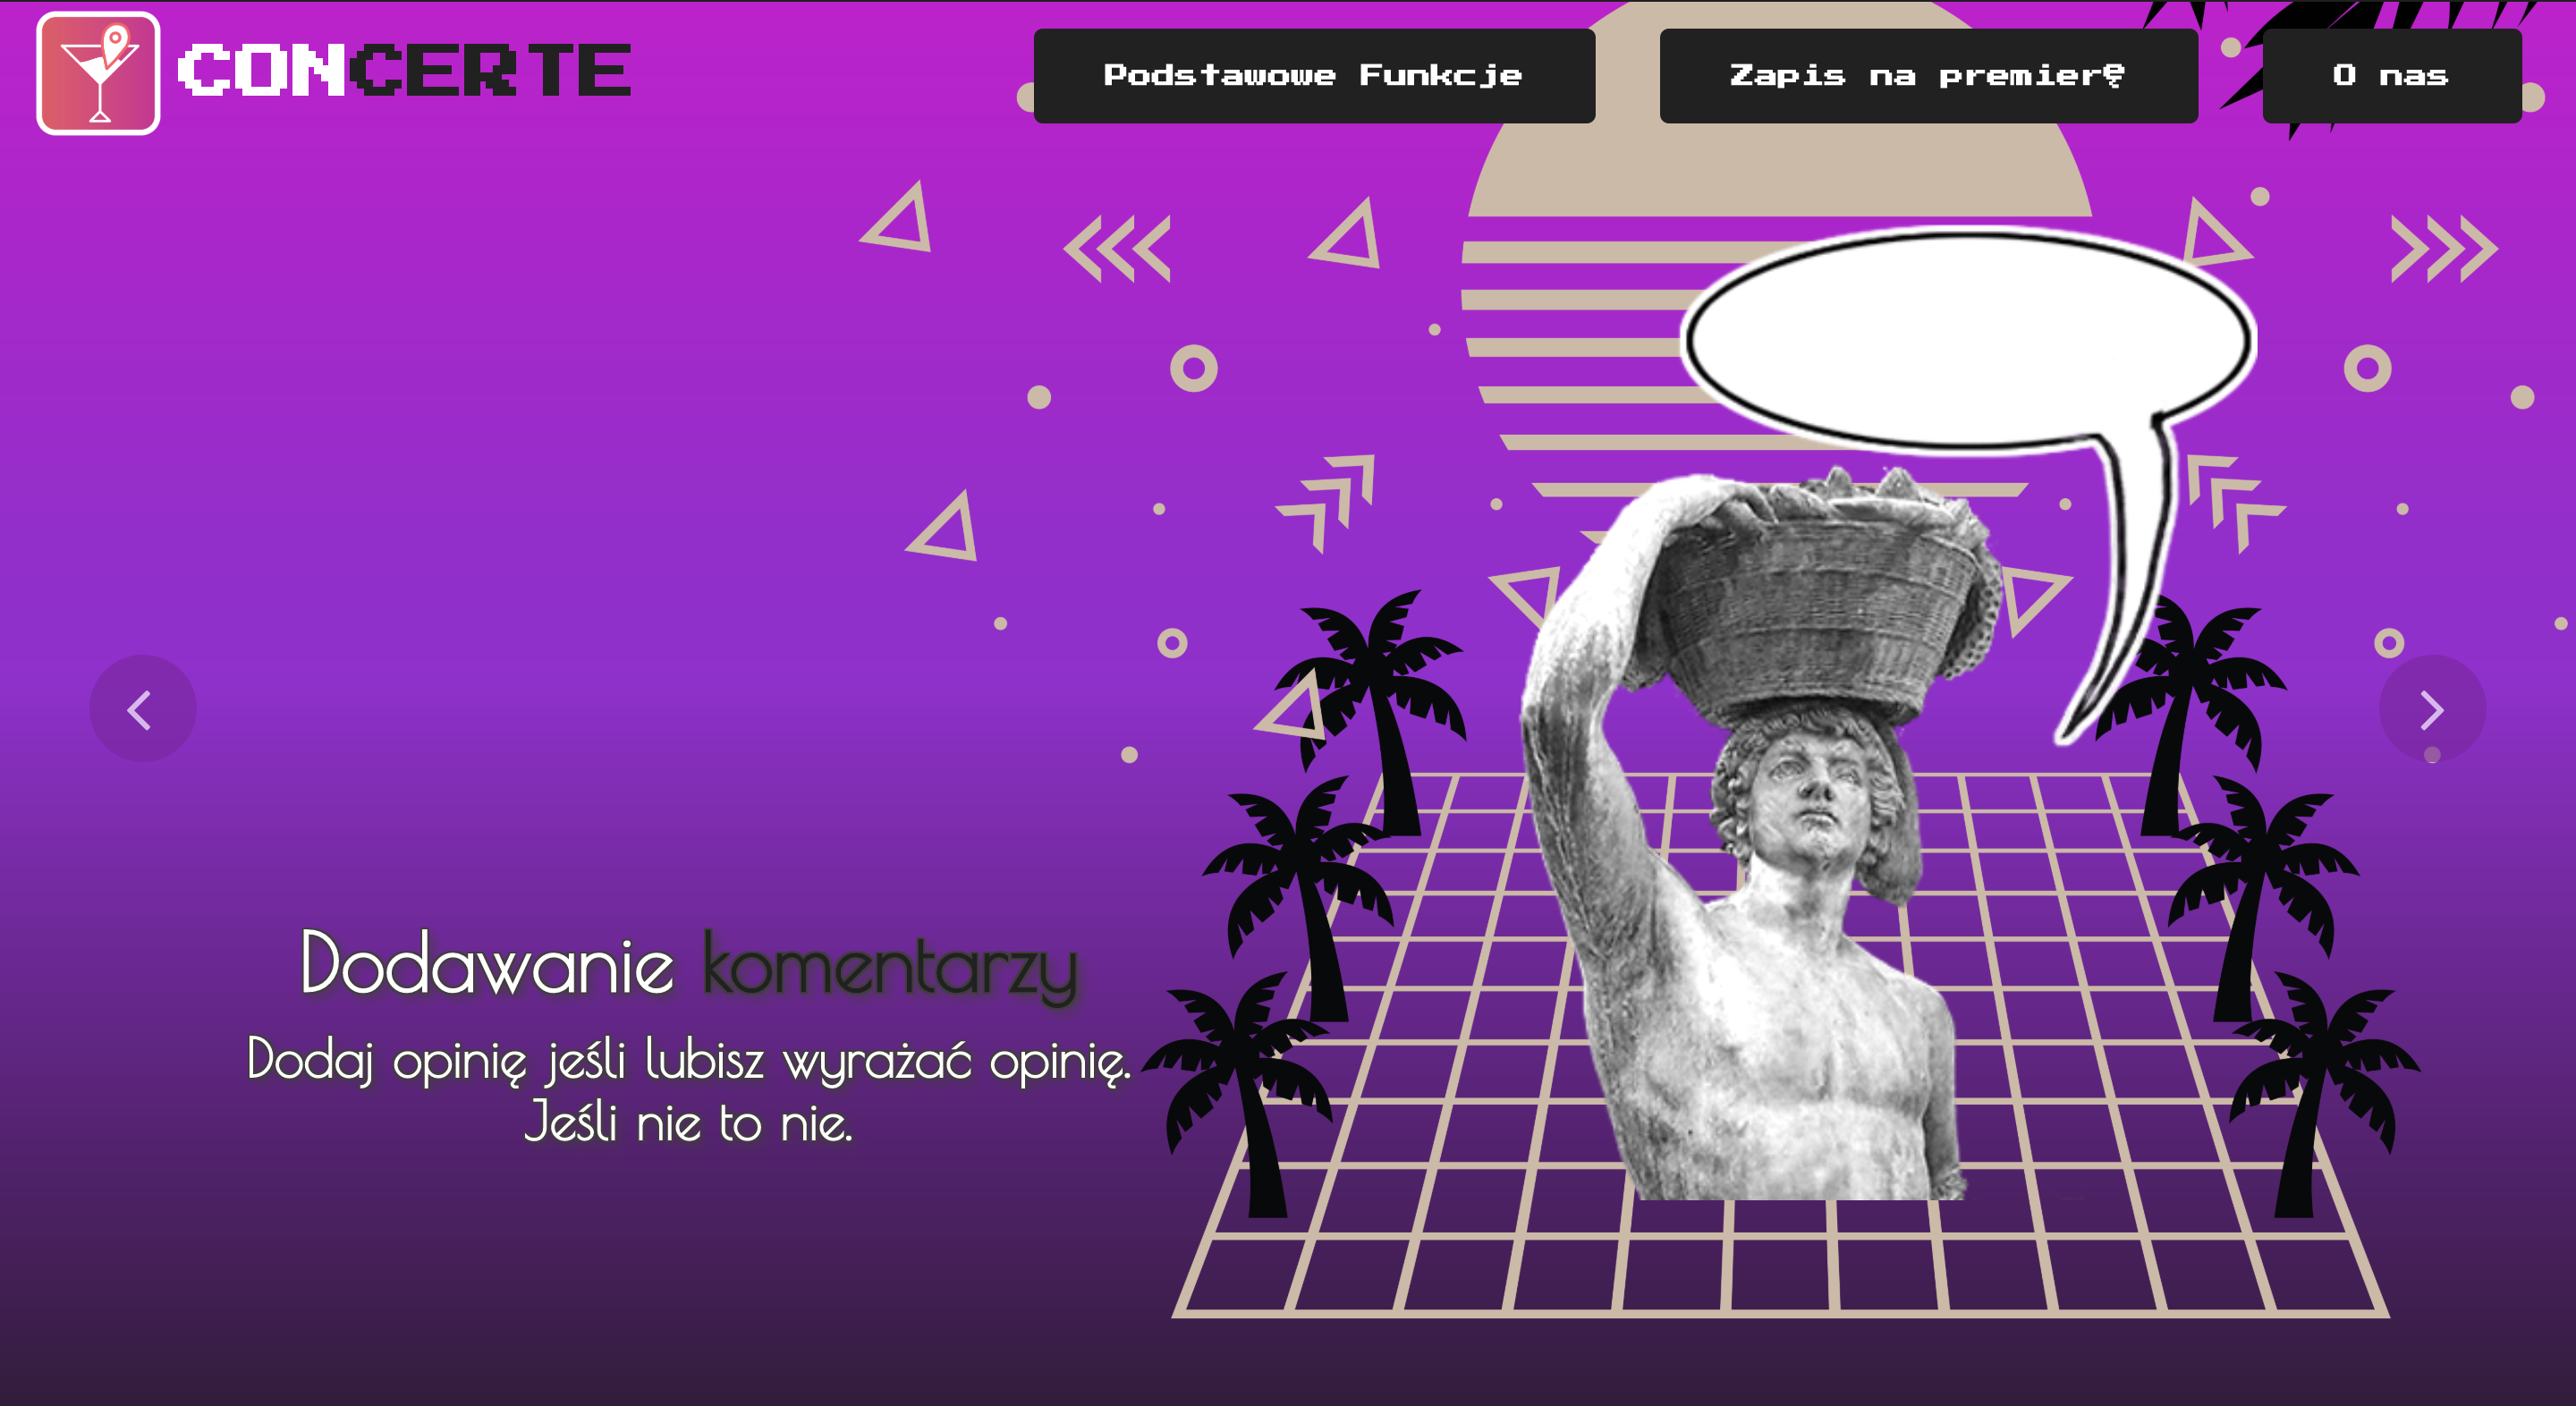 CONCERTE
Podstawowe Funkcje
Zapis na premierę
O nas
Dodawanie komentarzy
Dodaj opinię jeśli lubisz wyrażać opinię.
Jeśli nie to nie.